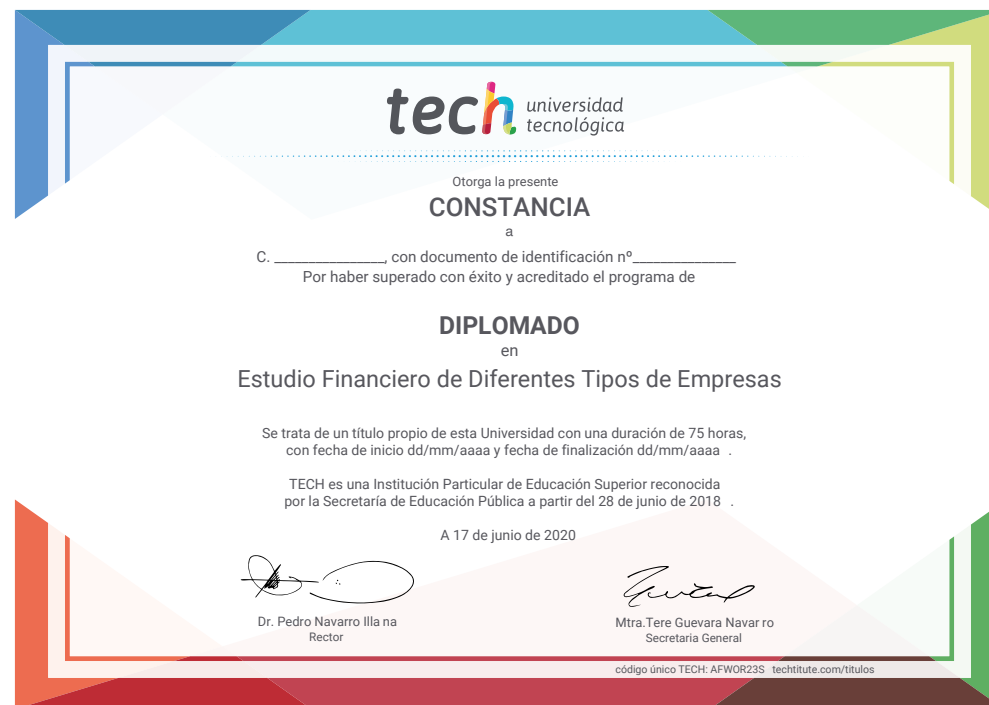 tech universidad
tecnológica
Otorga la presente
CONSTANCIA
a
C. ________________, con documento de identificación nº_______________
Por haber superado con éxito y acreditado el programa de
DIPLOMADO
en
Estudio Financiero de Diferentes Tipos de Empresas
Se trata de un título propio de esta Universidad con una duración de 75 horas,
con fecha de inicio dd/mm/aaaa y fecha de finalización dd/mm/aaaa .
TECH es una Institución Particular de Educación Superior reconocida
por la Secretaría de Educación Pública a partir del 28 de junio de 2018 .
A 17 de junio de 2020
Dr. Pedro Navarro Illa na
Rector
Mtra.Tere Guevara Navar ro
Secretaria General
código único TECH: AFWOR23S techtitute.com/titulos